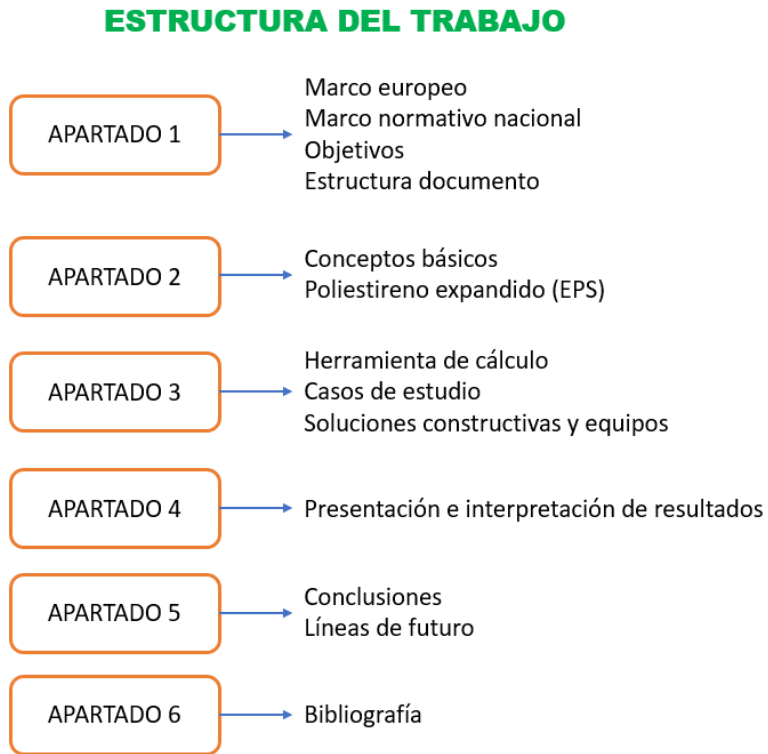 ESTRUCTURA DEL TRABAJO
APARTADO 1
Marco europeo
Marco normativo nacional
Objetivos
Estructura documento
APARTADO 2
Conceptos básicos
Poliestireno expandido (EPS)
APARTADO 3
Herramienta de cálculo
Casos de estudio
Soluciones constructivas y equipos
APARTADO 4
Presentación e interpretación de resultados
APARTADO 5
Conclusiones
Líneas de futuro
APARTADO 6
Bibliografía